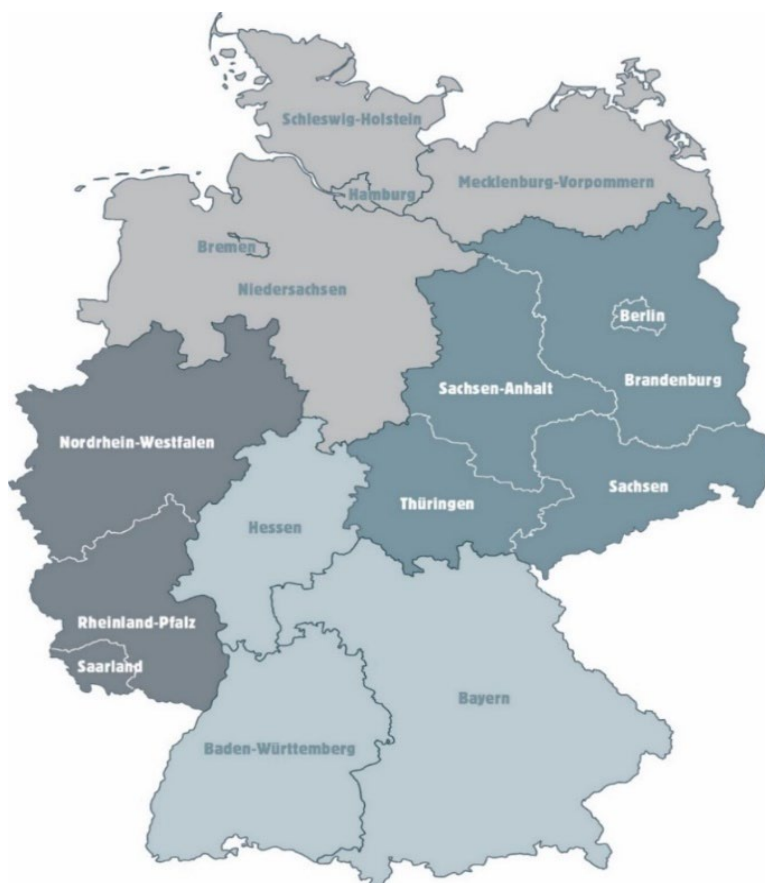 Schleswig-Holstein
Mecklenburg-Vorpommern
Hamburg
Bremen
Niedersachsen
Berlin
Brandenburg
Sachsen-Anhalt
Nordrhein-Westfalen
Sachsen
Thüringen
Hessen
Rheinland-Pfalz
Saarland
Bayern
Baden-Württemberg